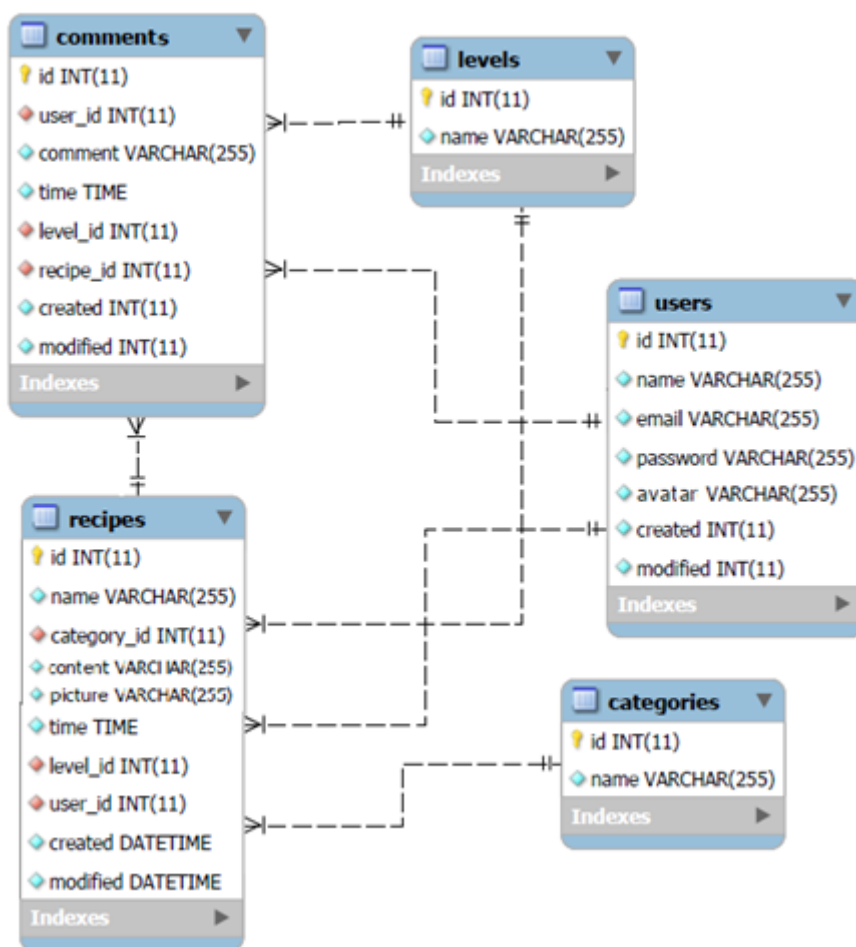 comments
id INT(11)
user_id INT(11)
comment VARCHAR(255)
time TIME
level_id INT(11)
recipe_id INT(11)
created INT(11)
modified INT(11)
Indexes
levels
id INT(11)
name VARCHAR(255)
Indexes
users
id INT(11)
name VARCHAR(255)
email VARCHAR(255)
password VARCHAR(255)
avatar VARCHAR(255)
created INT(11)
modified INT(11)
Indexes
recipes
id INT(11)
name VARCHAR(255)
category_id INT(11)
content VARCHAR(255)
picture VARCHAR(255)
time TIME
level_id INT(11)
user_id INT(11)
created DATETIME
modified DATETIME
Indexes
categories
id INT(11)
name VARCHAR(255)
Indexes